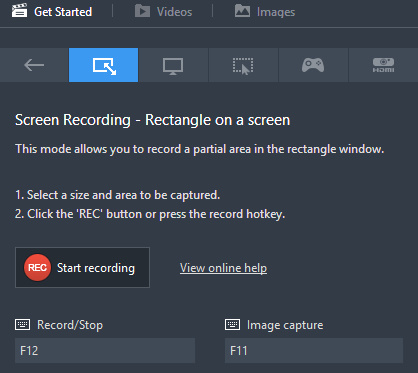 Get Started
Videos
Images
HDMI
Screen Recording - Rectangle on a screen
This mode allows you to record a partial area in the rectangle window.
1. Select a size and area to be captured.
2. Click the 'REC' button or press the record hotkey.
REC Start recording
View online help
Record/Stop
Image capture
F12
F11